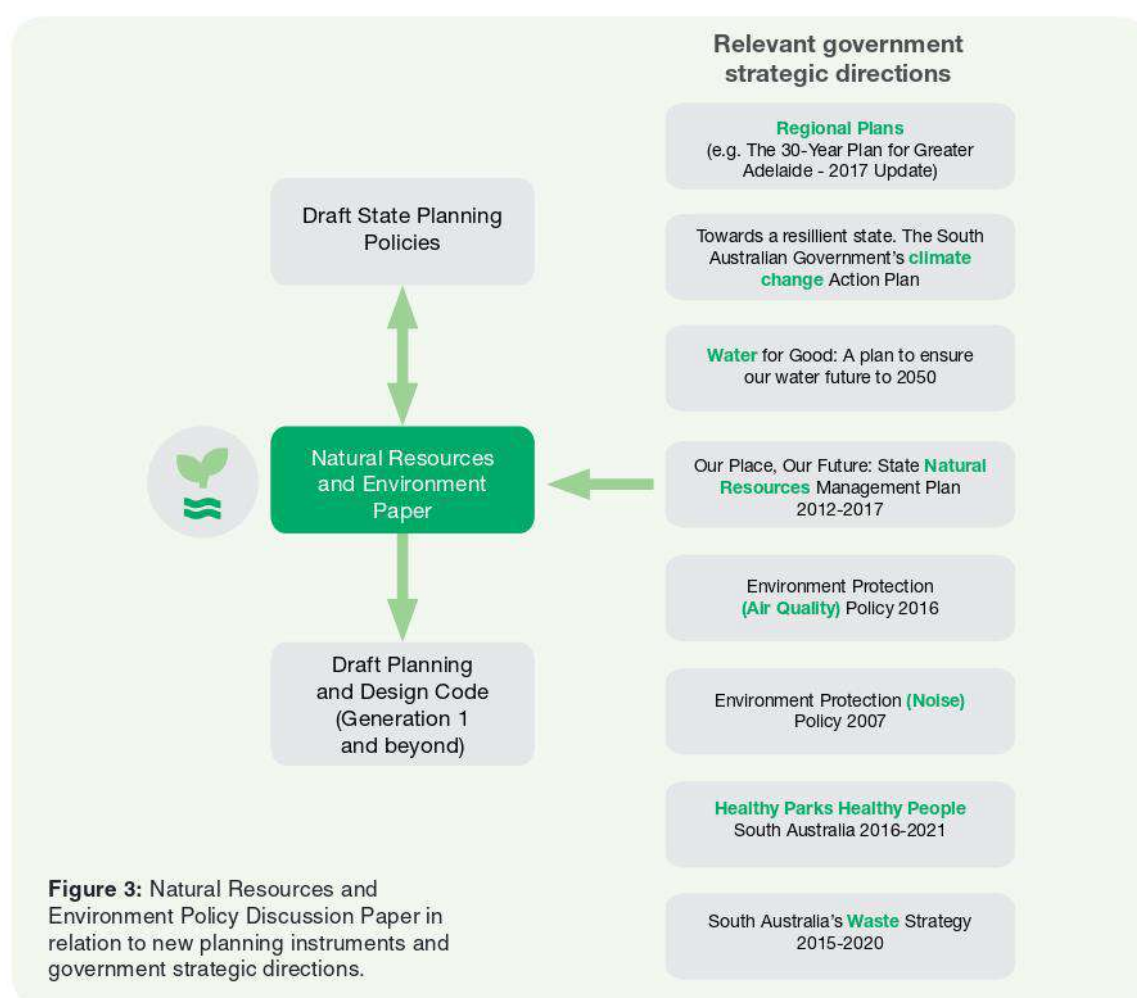 Relevant government
strategic directions
Regional Plans
(e.g. The 30-Year Plan for Greater
Adelaide - 2017 Update)
Towards a resillient state. The South
Australian Government's climate
change Action Plan
Water for Good: A plan to ensure
our water future to 2050
Our Place, Our Future: State Natural
Resources Management Plan
2012-2017
Environment Protection
(Air Quality) Policy 2016
Environment Protection (Noise)
Policy 2007
Healthy Parks Healthy People
South Australia 2016-2021
South Australia's Waste Strategy
2015-2020
Draft State Planning
Policies
Natural Resources
and Environment
Paper
Draft Planning
and Design Code
(Generation 1
and beyond)
Figure 3: Natural Resources and
Environment Policy Discussion Paper in
relation to new planning instruments and
government strategic directions.